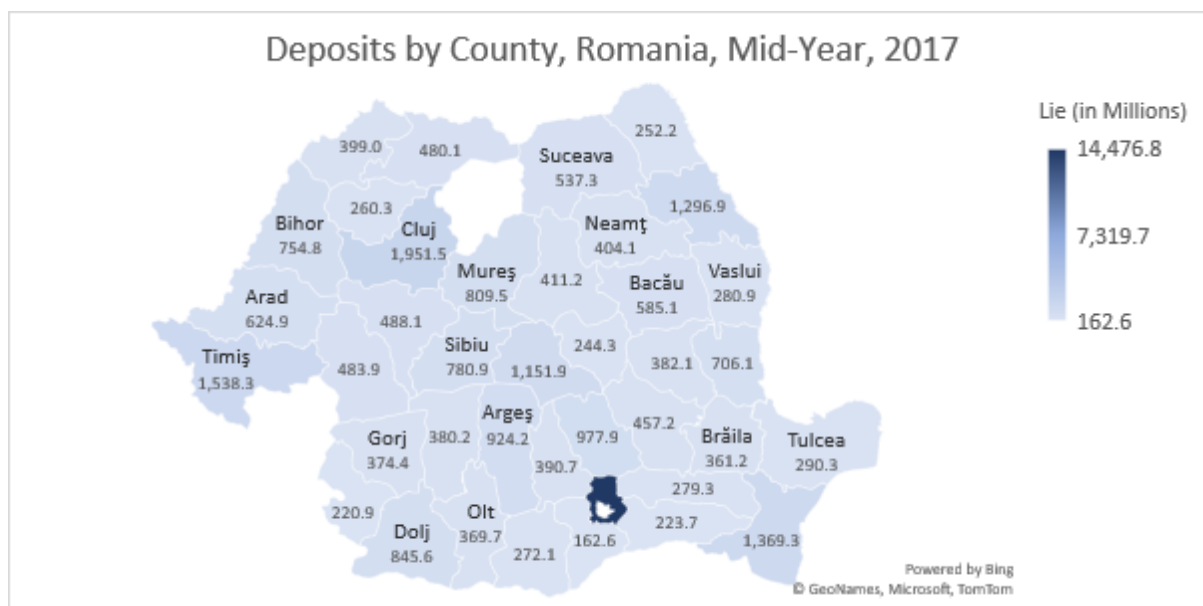 Deposits by County, Romania, Mid-Year, 2017
Lie (in Millions)
14,476.8
7,319.7
162.6
252.2
399.0
480.1
Suceava
537.3
1,296.9
260.3
Bihor
754.8
Cluj
1,951.5
Neamţ
404.1
Mureş
809.5
411.2
Bacău
585.1
Vaslui
280.9
Arad
624.9
488.1
Timiş
1,538.3
483.9
Sibiu
780.9
1,151.9
244.3
382.1
706.1
Gorj
374.4
380.2
Argeş
924.2
390.7
977.9
457.2
Brăila
361.2
Tulcea
290.3
279.3
220.9
Dolj
845.6
Olt
369.7
272.1
162.6
223.7
1,369.3
Powered by Bing
© GeoNames, Microsoft, TomTom